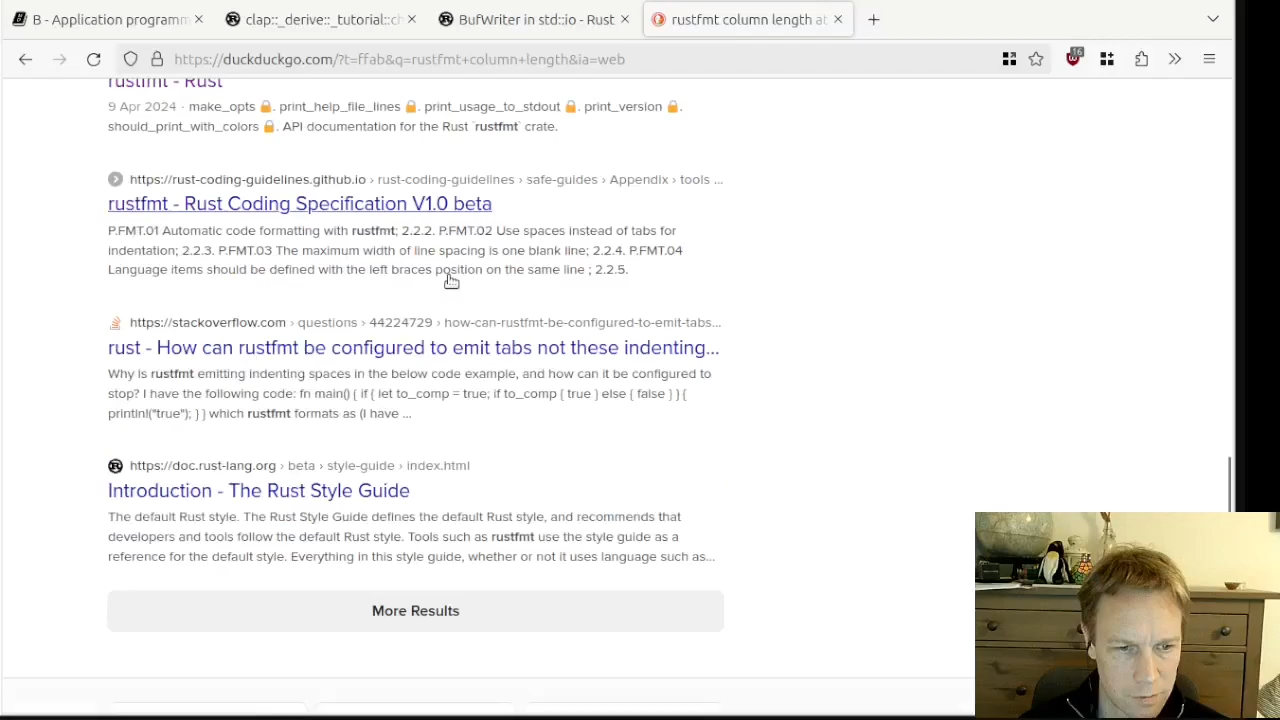 B - Application programm
clap::_derive::_tutorial::ch
BufWriter in std::io - Rust
rustfmt column length at
https://duckduckgo.com/?t=ffab&q=rustfmt+column+length&ia=web
16
rustfmt - Rust
9 Apr 2024 · make_opts 🔒. print_help_file_lines 🔒. print_usage_to_stdout 🔒. print_version 🔒.
should_print_with_colors 🔒. API documentation for the Rust `rustfmt` crate.
https://rust-coding-guidelines.github.io › rust-coding-guidelines › safe-guides › Appendix › tools ...
rustfmt - Rust Coding Specification V1.0 beta
P.FMT.01 Automatic code formatting with rustfmt; 2.2.2. P.FMT.02 Use spaces instead of tabs for
indentation; 2.2.3. P.FMT.03 The maximum width of line spacing is one blank line; 2.2.4. P.FMT.04
Language items should be defined with the left braces position on the same line ; 2.2.5.
https://stackoverflow.com › questions › 44224729 › how-can-rustfmt-be-configured-to-emit-tabs...
rust - How can rustfmt be configured to emit tabs not these indenting...
Why is rustfmt emitting indenting spaces in the below code example, and how can it be configured to
stop? I have the following code: fn main() { if { let to_comp = true; if to_comp { true } else { false } } {
println!("true"); } } which rustfmt formats as (I have ...
https://doc.rust-lang.org › beta › style-guide › index.html
Introduction - The Rust Style Guide
The default Rust style. The Rust Style Guide defines the default Rust style, and recommends that
developers and tools follow the default Rust style. Tools such as rustfmt use the style guide as a
reference for the default style. Everything in this style guide, whether or not it uses language such as...
More Results